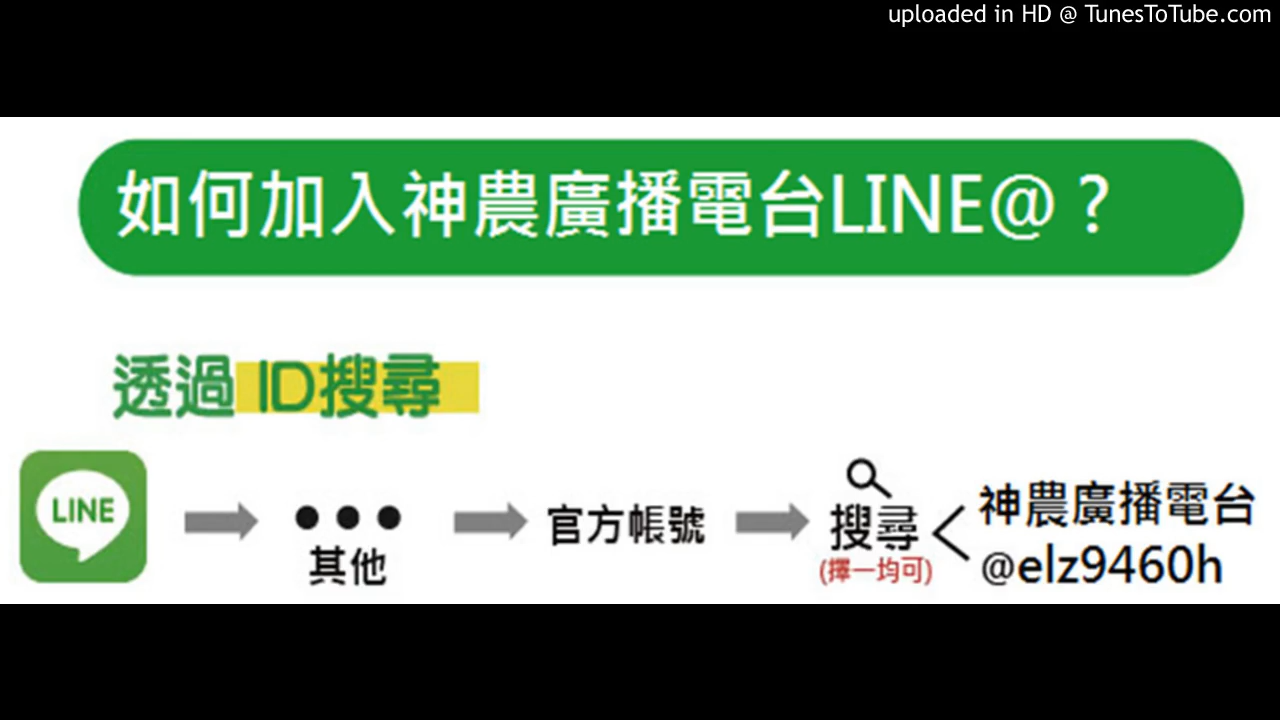 uploaded in HD @ TunesToTube.com
如何加入神農廣播電台LINE@？
透過 ID搜尋
LINE
其他
官方帳號
搜尋
(擇一均可)
神農廣播電台
@elz9460h